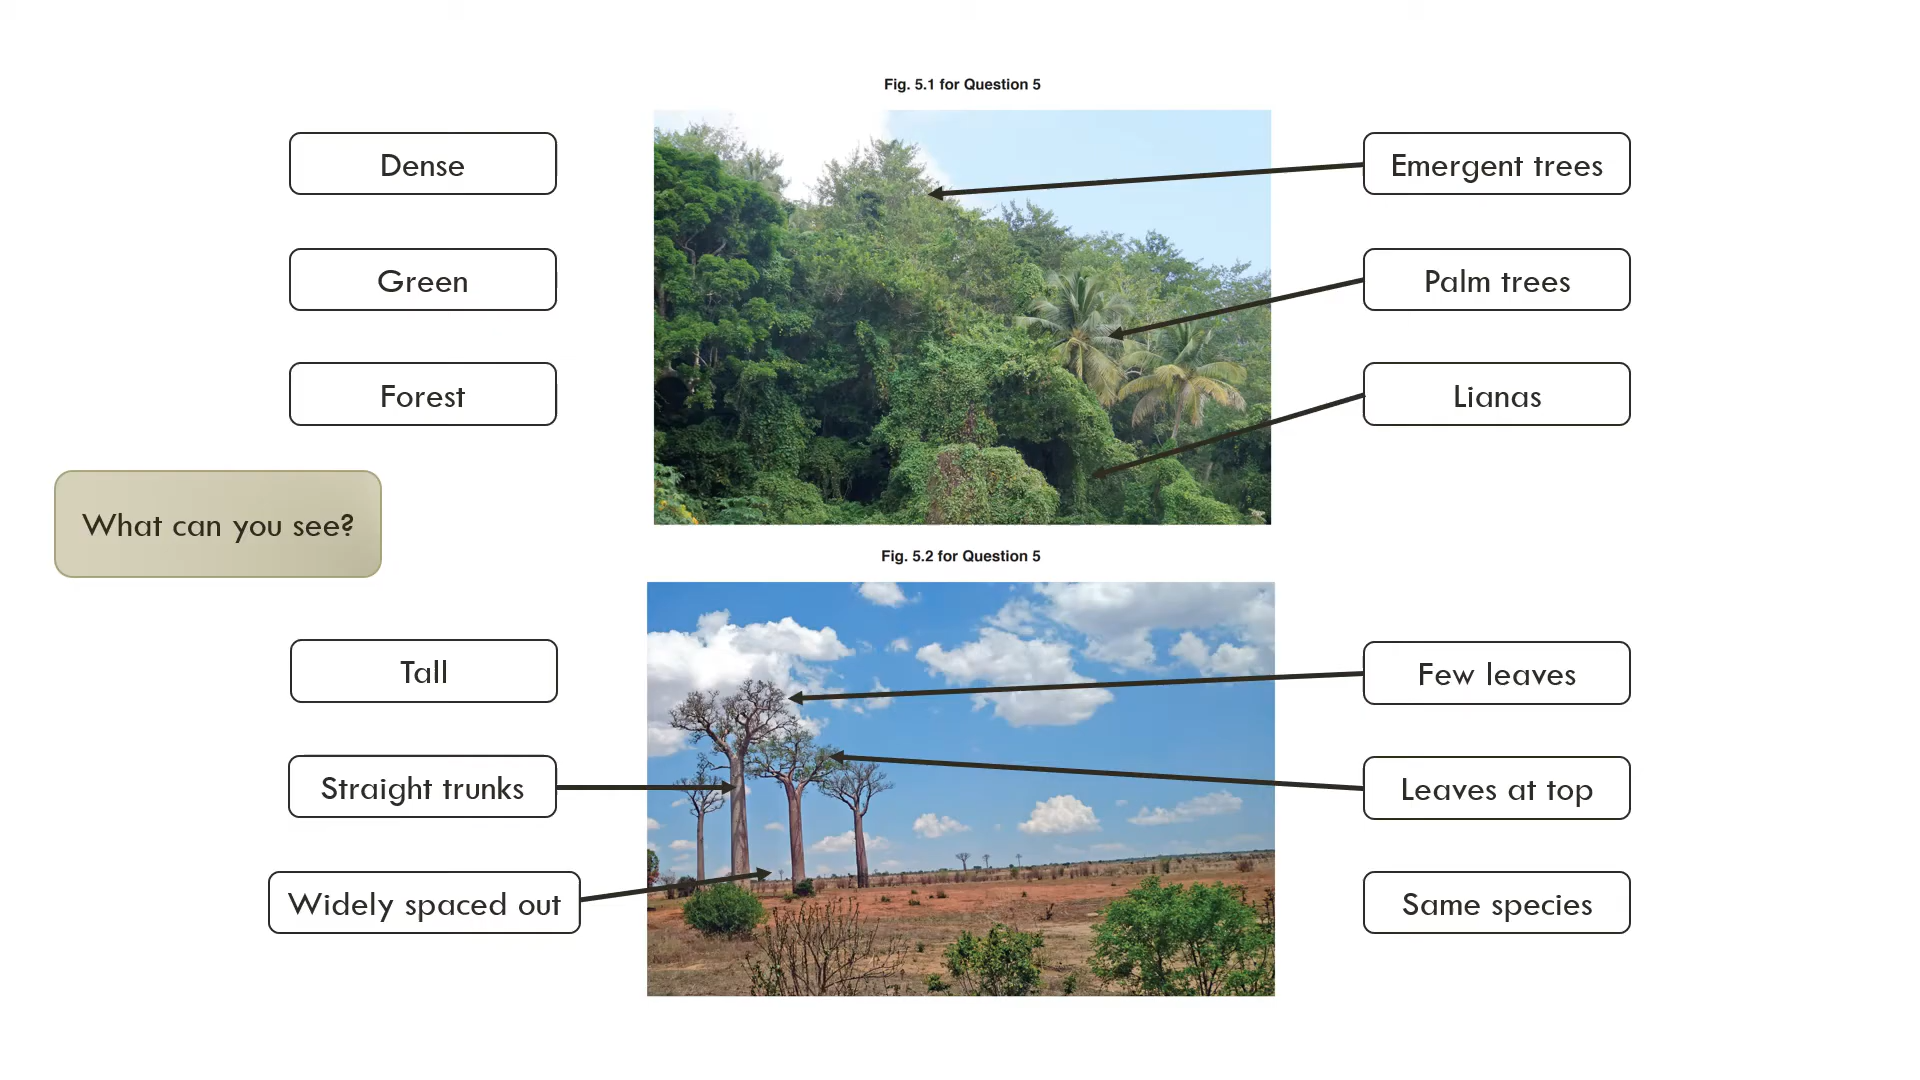 Fig. 5.1 for Question 5
Dense
Emergent trees
Green
Palm trees
Forest
Lianas
What can you see?
Fig. 5.2 for Question 5
Tall
Few leaves
Straight trunks
Leaves at top
Widely spaced out
Same species